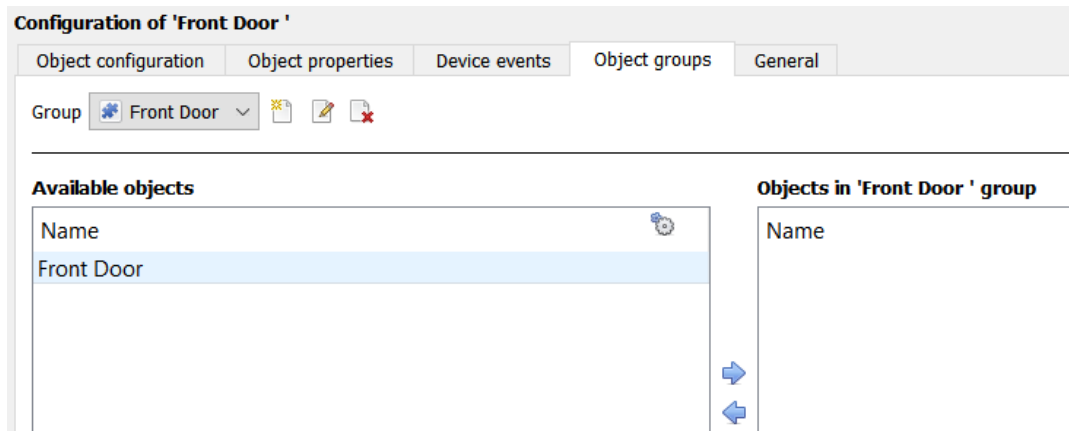 Configuration of 'Front Door '
Object configuration Object properties Device events Object groups General
Group Front Door
Available objects Objects in 'Front Door ' group
Name Name
Front Door